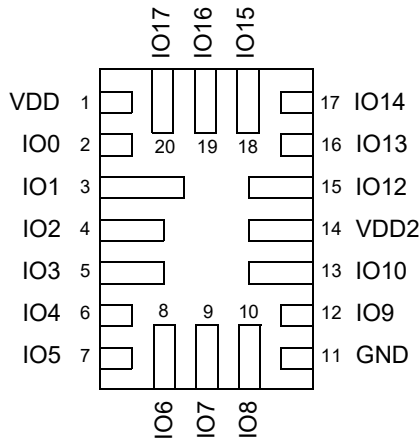 IO17 IO16 IO15
VDD 1 17 IO14
IO0 2 20 19 18 16 IO13
IO1 3 15 IO12
IO2 4 14 VDD2
IO3 5 13 IO10
IO4 6 8 9 10 12 IO9
IO5 7 11 GND
IO6 IO7 IO8